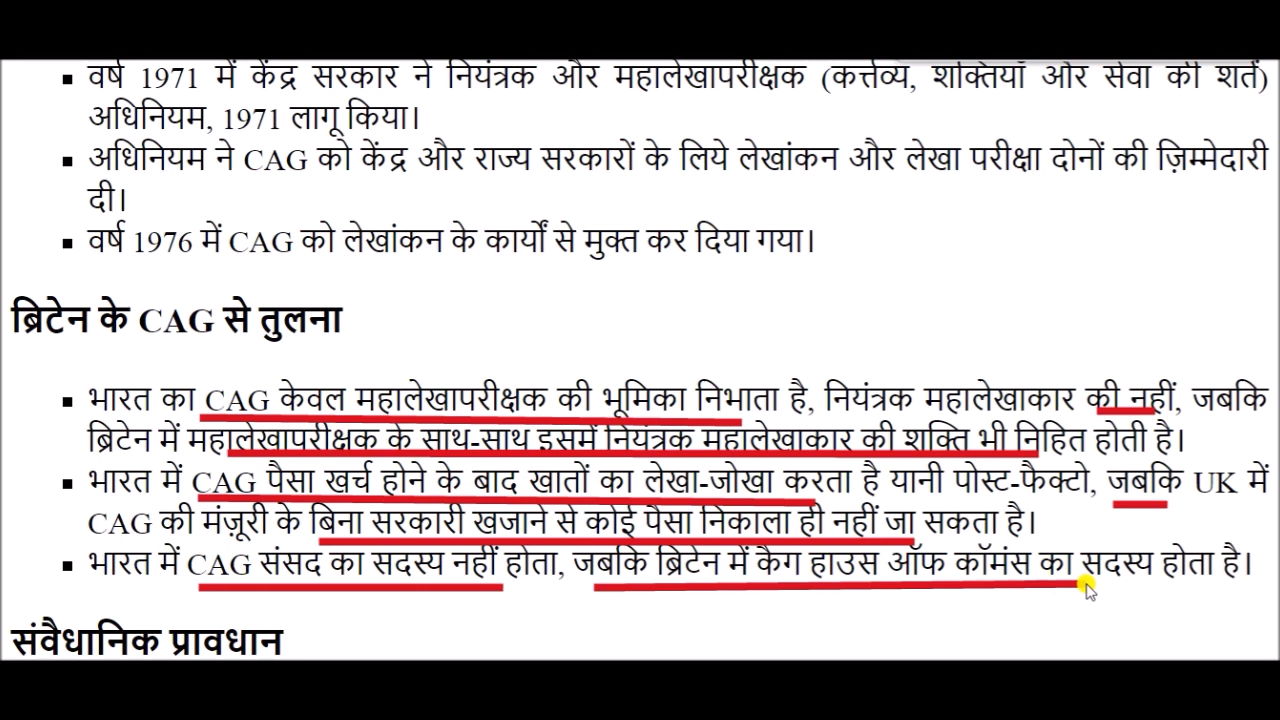 वर्ष 1971 में केंद्र सरकार ने नियंत्रक और महालेखापरीक्षक (कर्त्तव्य, शक्तियाँ और सेवा की शर्तें)
अधिनियम, 1971 लागू किया।
अधिनियम ने CAG को केंद्र और राज्य सरकारों के लिये लेखांकन और लेखा परीक्षा दोनों की ज़िम्मेदारी
दी।
वर्ष 1976 में CAG को लेखांकन के कार्यों से मुक्त कर दिया गया।
ब्रिटेन के CAG से तुलना
भारत का CAG केवल महालेखापरीक्षक की भूमिका निभाता है, नियंत्रक महालेखाकार की नहीं, जबकि
ब्रिटेन में महालेखापरीक्षक के साथ-साथ इसमें नियंत्रक महालेखाकार की शक्ति भी निहित होती है।
भारत में CAG पैसा खर्च होने के बाद खातों का लेखा-जोखा करता है यानी पोस्ट-फैक्टो, जबकि UK में
CAG की मंज़ूरी के बिना सरकारी खजाने से कोई पैसा निकाला ही नहीं जा सकता है।
भारत में CAG संसद का सदस्य नहीं होता, जबकि ब्रिटेन में कैग हाउस ऑफ कॉमंस का सदस्य होता है।
संवैधानिक प्रावधान